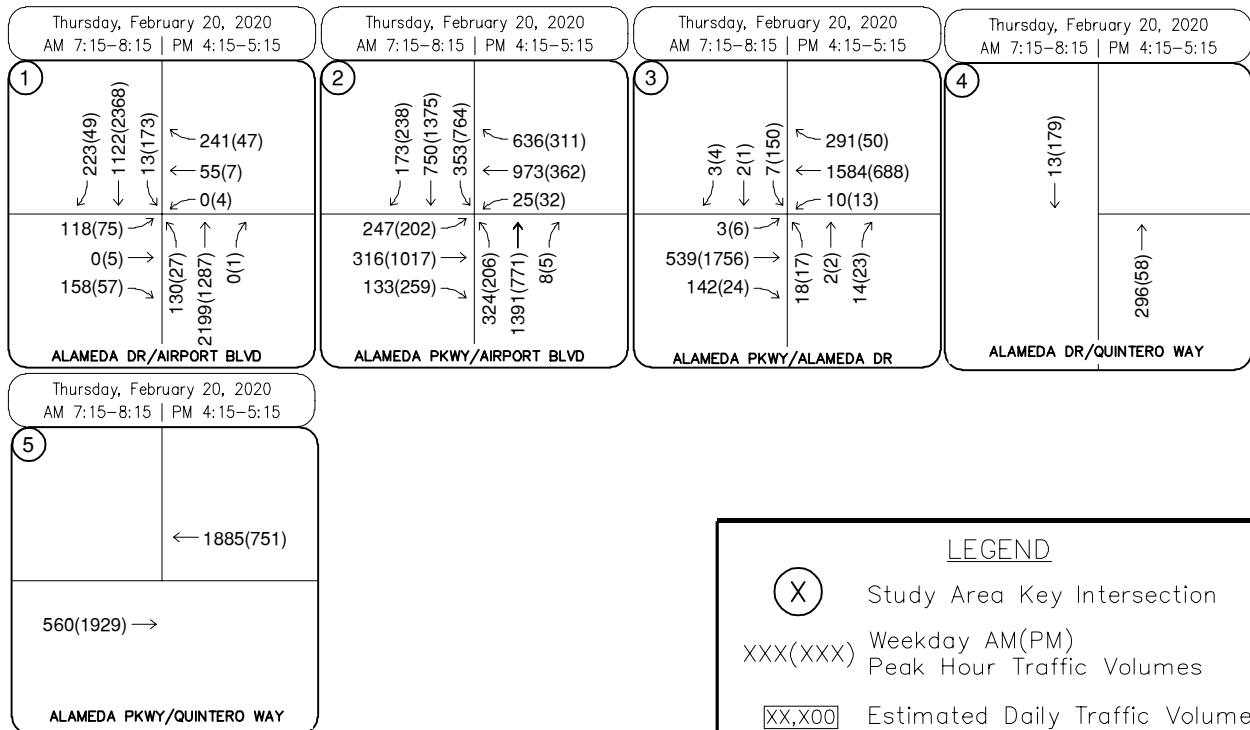 Thursday, February 20, 2020
AM 7:15–8:15 | PM 4:15–5:15
1
223(49)
1122(2368)
13(173)
241(47)
55(7)
0(4)
118(75)
0(5)
158(57)
130(27)
2199(1287)
0(1)
ALAMEDA DR/AIRPORT BLVD
Thursday, February 20, 2020
AM 7:15–8:15 | PM 4:15–5:15
2
173(238)
750(1375)
353(764)
636(311)
973(362)
25(32)
247(202)
316(1017)
133(259)
324(206)
1391(771)
8(5)
ALAMEDA PKWY/AIRPORT BLVD
Thursday, February 20, 2020
AM 7:15–8:15 | PM 4:15–5:15
3
3(4)
2(1)
7(150)
291(50)
1584(688)
10(13)
3(6)
539(1756)
142(24)
18(17)
2(2)
14(23)
ALAMEDA PKWY/ALAMEDA DR
Thursday, February 20, 2020
AM 7:15–8:15 | PM 4:15–5:15
4
13(179)
296(58)
ALAMEDA DR/QUINTERO WAY
Thursday, February 20, 2020
AM 7:15–8:15 | PM 4:15–5:15
5
1885(751)
560(1929)
ALAMEDA PKWY/QUINTERO WAY
LEGEND
X Study Area Key Intersection
XXX(XXX) Weekday AM(PM)
Peak Hour Traffic Volumes
XX,X00 Estimated Daily Traffic Volume